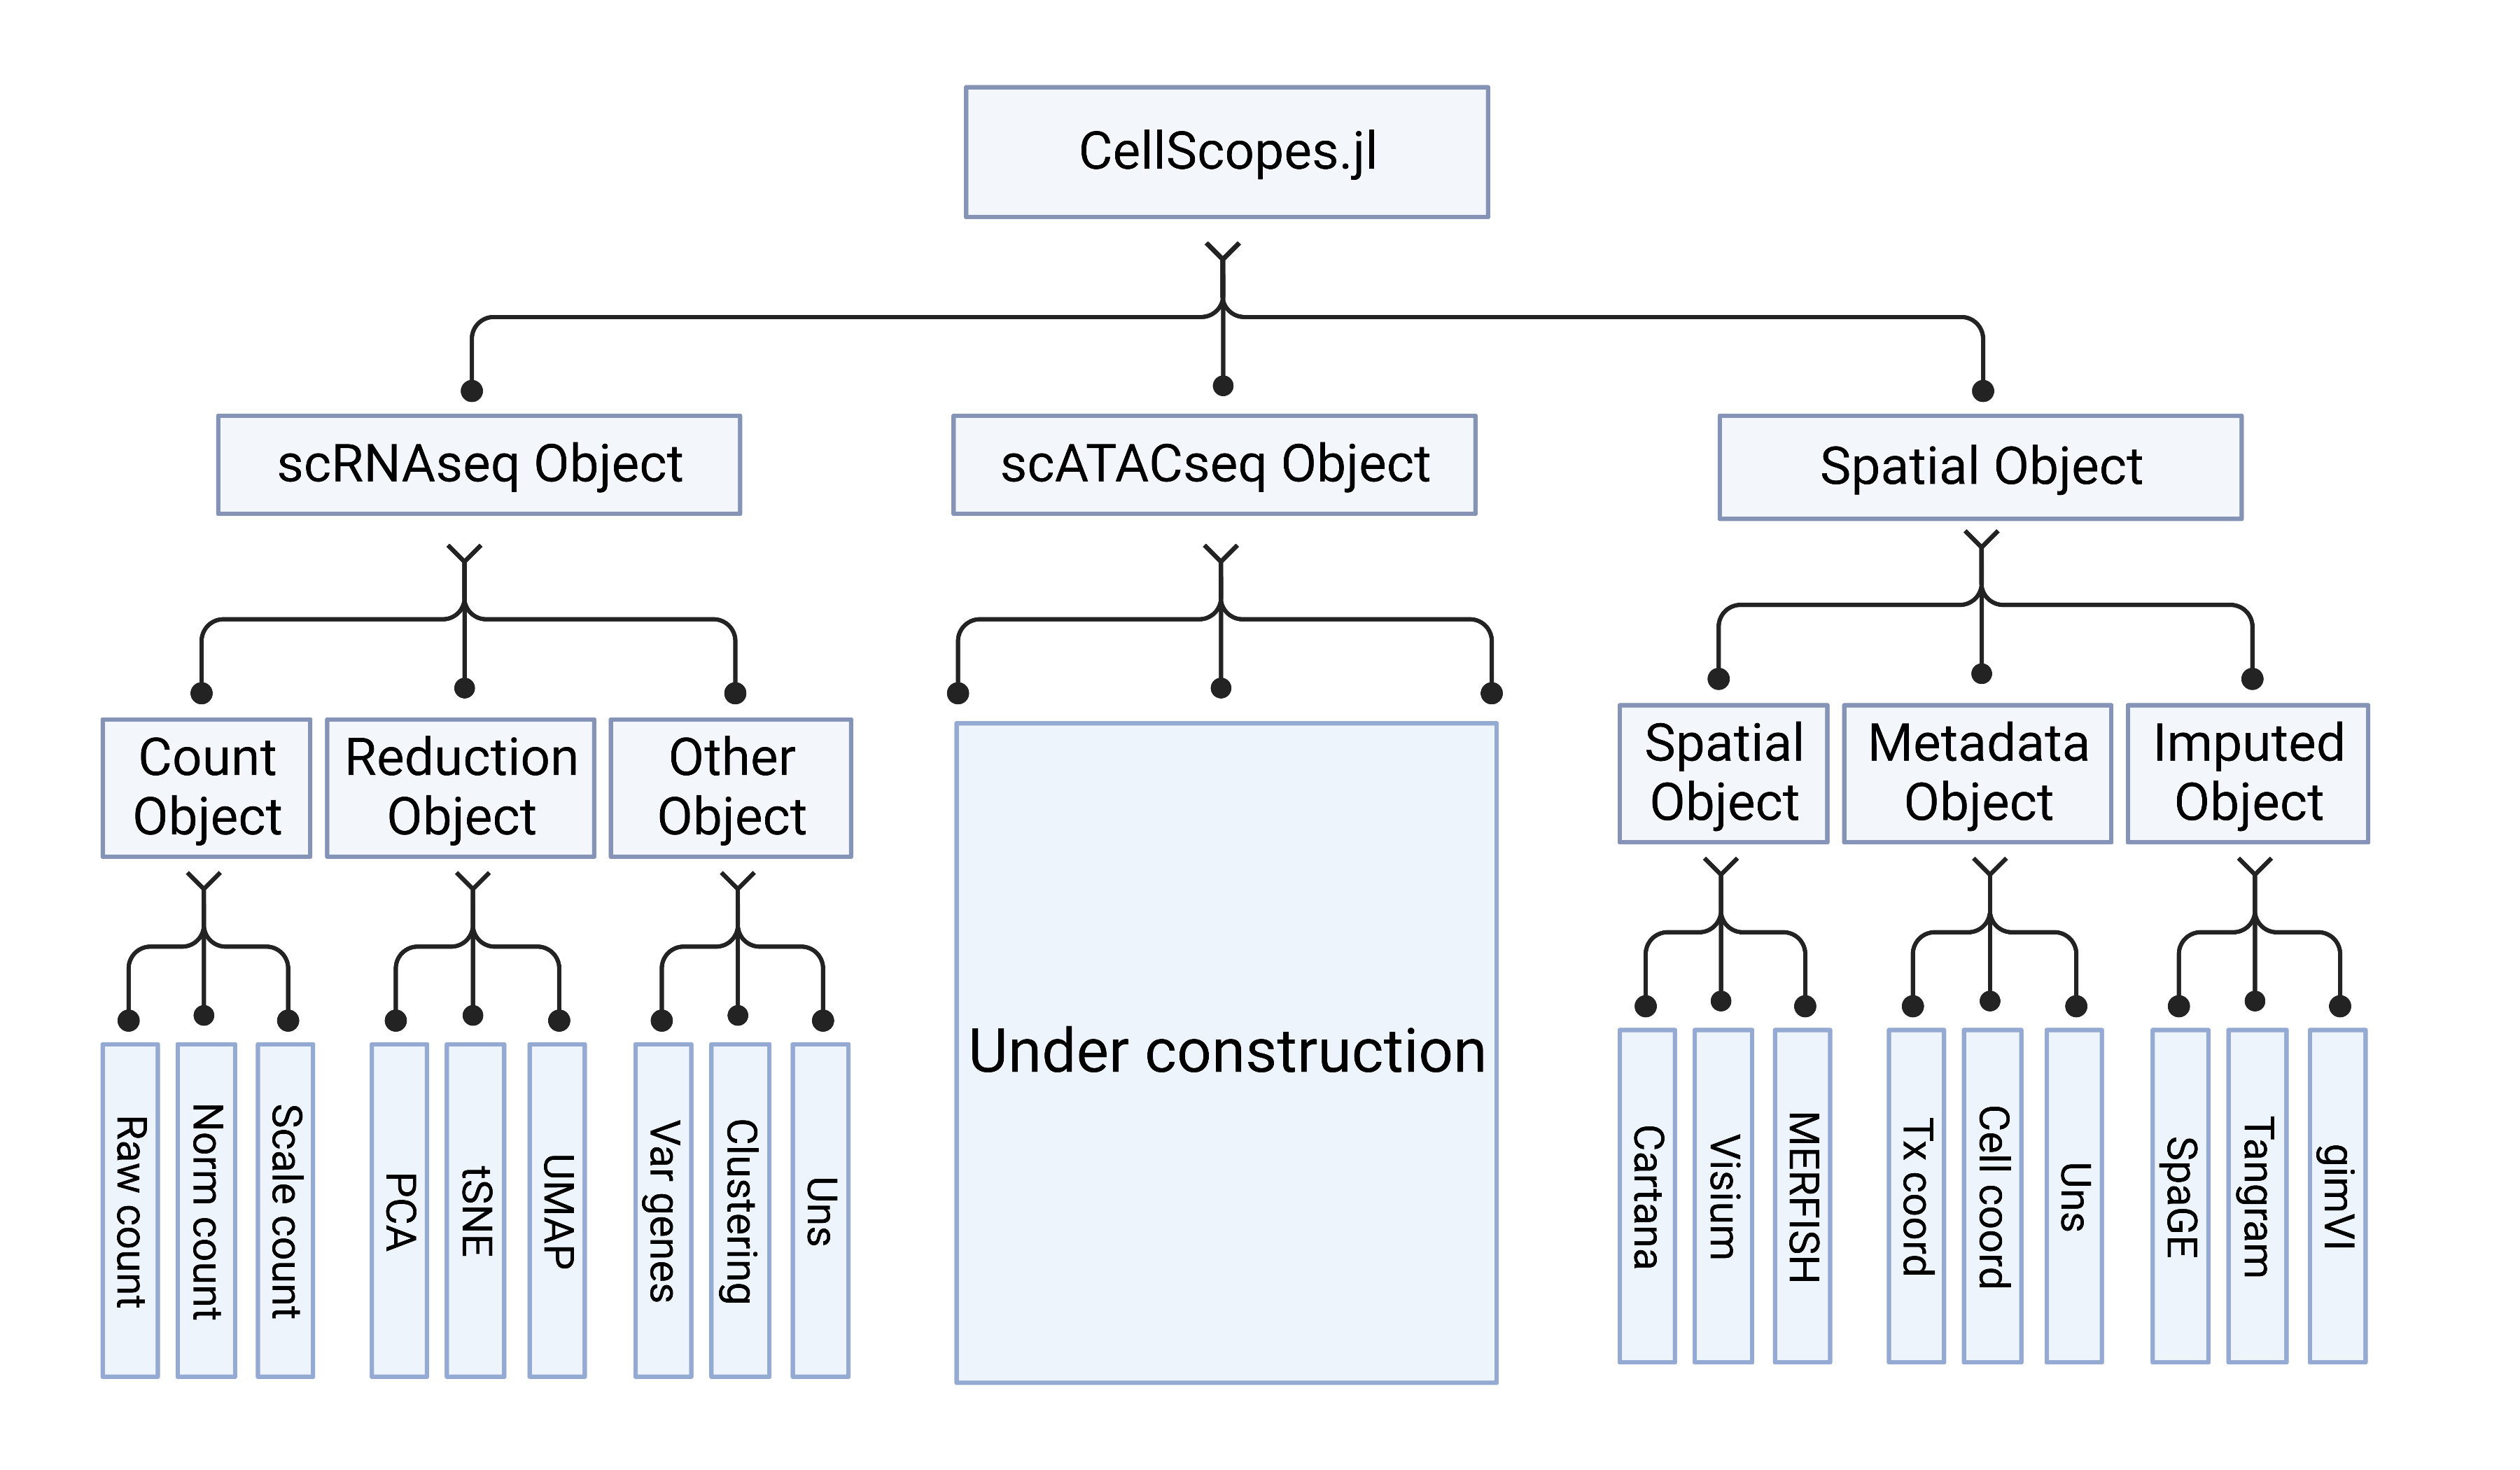 CellScopes.jl
scRNAseq Object
scATACseq Object
Spatial Object
Count
Object
Reduction
Object
Other
Object
Spatial
Object
Metadata
Object
Imputed
Object
Under construction
Raw count
Norm count
Scale count
PCA
tSNE
UMAP
Var genes
Clustering
Uns
Cartana
Visium
MERFISH
Tx coord
Cell coord
Uns
SpaGE
Tangram
gimVI